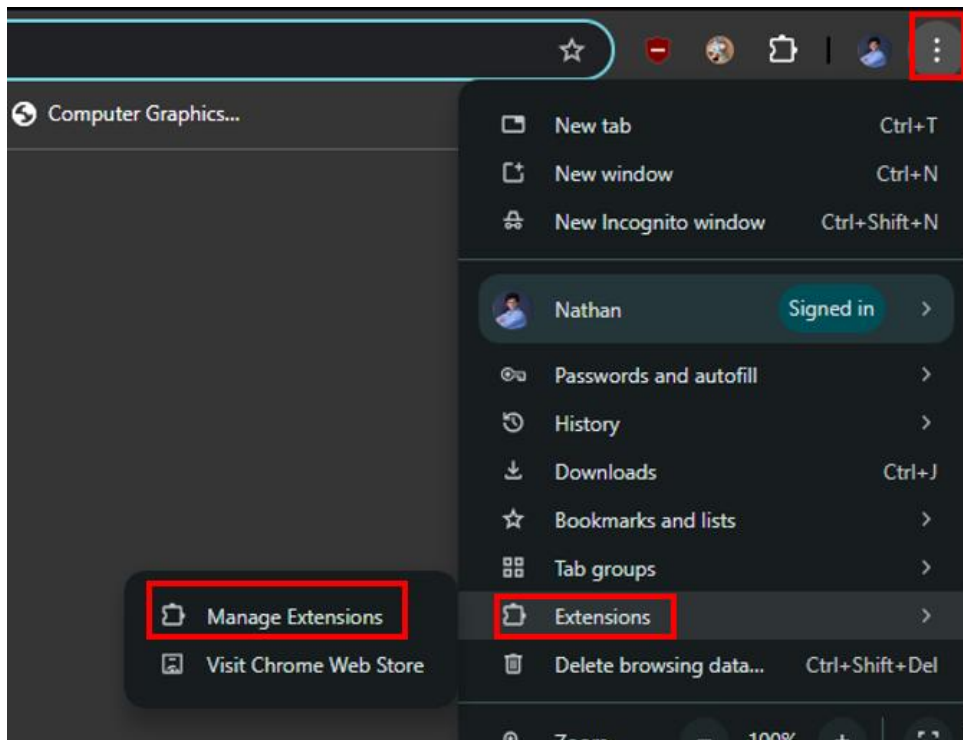 Computer Graphics...
New tab Ctrl+T
New window Ctrl+N
New Incognito window Ctrl+Shift+N
Nathan Signed in
Passwords and autofill
History
Downloads Ctrl+J
Bookmarks and lists
Tab groups
Extensions
Manage Extensions
Visit Chrome Web Store
Delete browsing data... Ctrl+Shift+Del
Zoom 100%